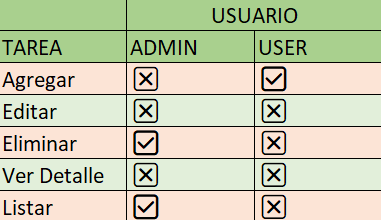 USUARIO
TAREA ADMIN USER
Agregar
Editar
Eliminar
Ver Detalle
Listar